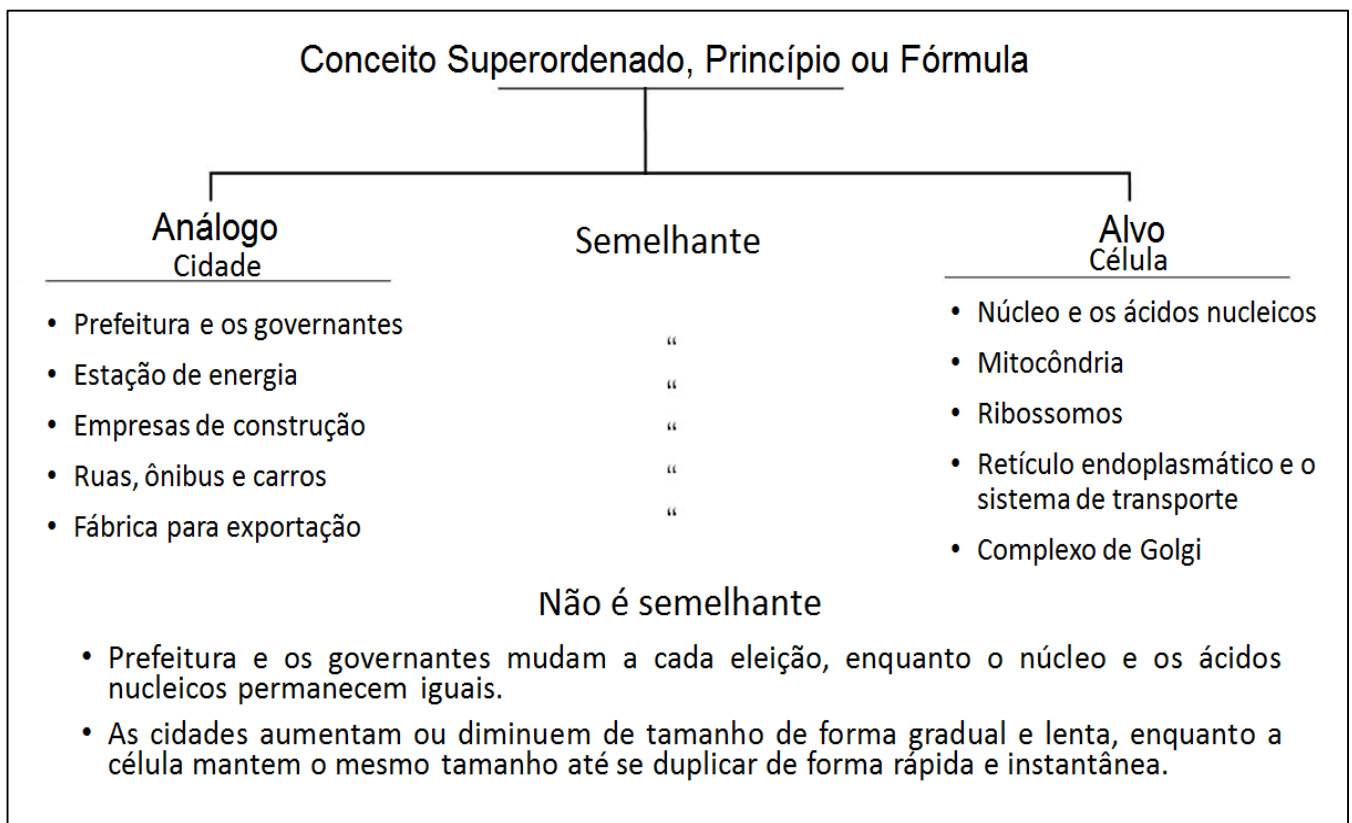 Conceito Superordenado, Princípio ou Fórmula
Análogo
Cidade
Semelhante
Alvo
Célula
• Prefeitura e os governantes
“
• Núcleo e os ácidos nucleicos
• Estação de energia
“
• Mitocôndria
• Empresas de construção
“
• Ribossomos
• Ruas, ônibus e carros
“
• Retículo endoplasmático e o
sistema de transporte
• Fábrica para exportação
“
• Complexo de Golgi
Não é semelhante
• Prefeitura e os governantes mudam a cada eleição, enquanto o núcleo e os ácidos
nucleicos permanecem iguais.
• As cidades aumentam ou diminuem de tamanho de forma gradual e lenta, enquanto a
célula mantem o mesmo tamanho até se duplicar de forma rápida e instantânea.